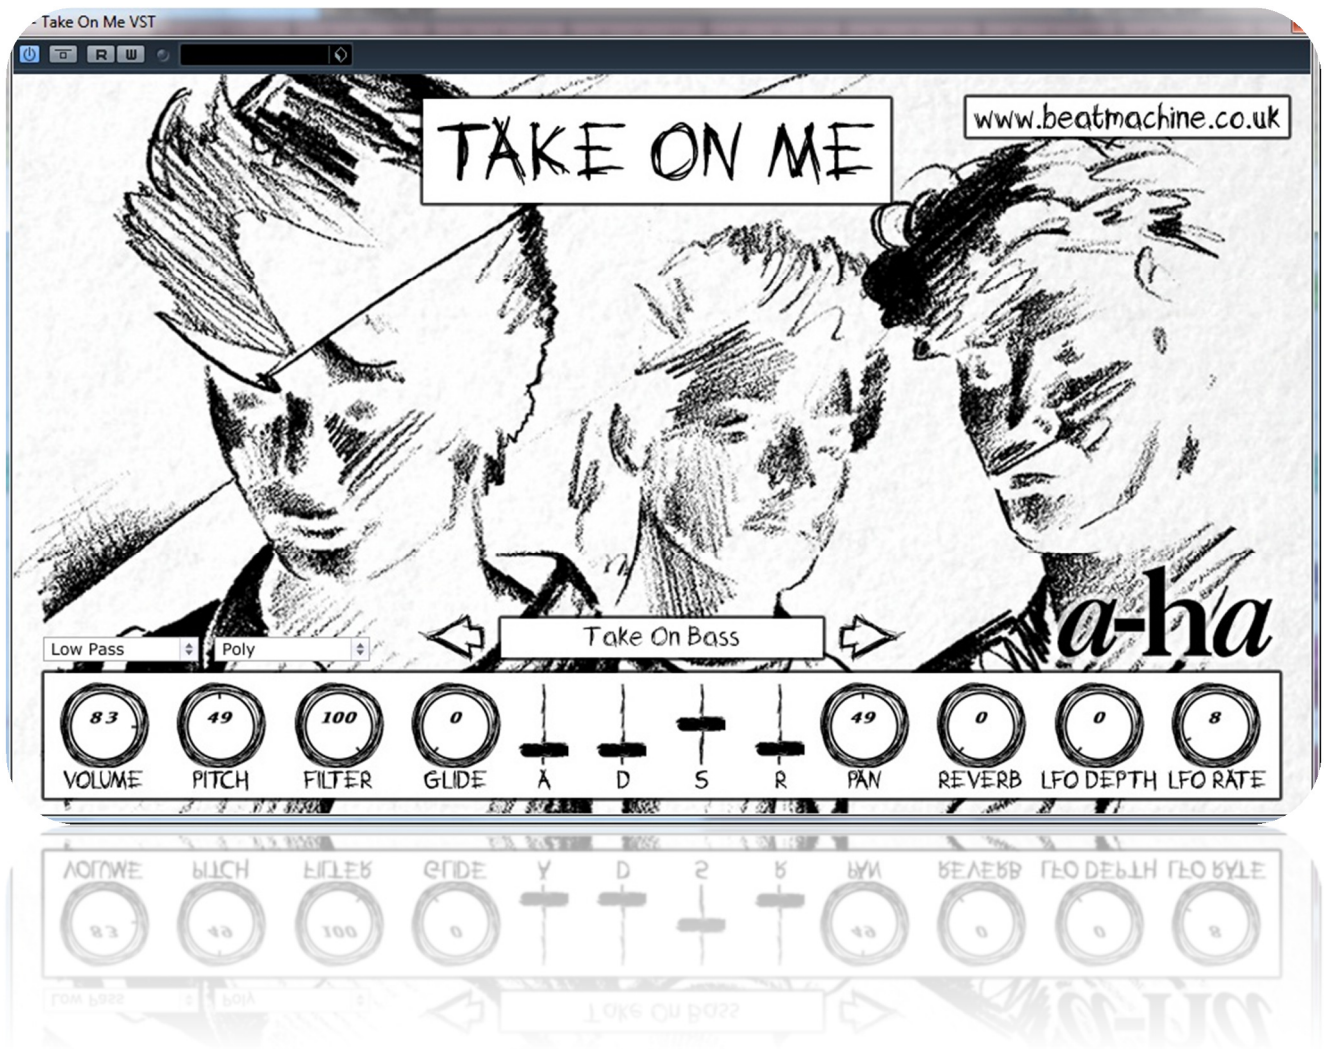 - Take On Me VST
R W
TAKE ON ME
www.beatmachine.co.uk
a-ha
Low Pass
Poly
Take On Bass
83 49 100 0 49 0 0 8
VOLUME PITCH FILTER GLIDE A D S R PAN REVERB LFO DEPTH LFO RATE